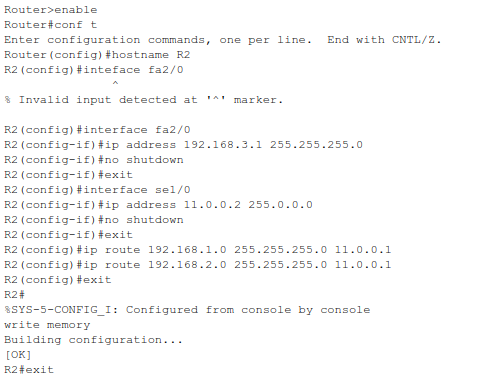 Router>enable
Router#conf t
Enter configuration commands, one per line.  End with CNTL/Z.
Router(config)#hostname R2
R2(config)#inteface fa2/0
               ^
% Invalid input detected at '^' marker.

R2(config)#interface fa2/0
R2(config-if)#ip address 192.168.3.1 255.255.255.0
R2(config-if)#no shutdown
R2(config-if)#exit
R2(config)#interface se1/0
R2(config-if)#ip address 11.0.0.2 255.0.0.0
R2(config-if)#no shutdown
R2(config-if)#exit
R2(config)#ip route 192.168.1.0 255.255.255.0 11.0.0.1
R2(config)#ip route 192.168.2.0 255.255.255.0 11.0.0.1
R2(config)#exit
R2#
%SYS-5-CONFIG_I: Configured from console by console
write memory
Building configuration...
[OK]
R2#exit